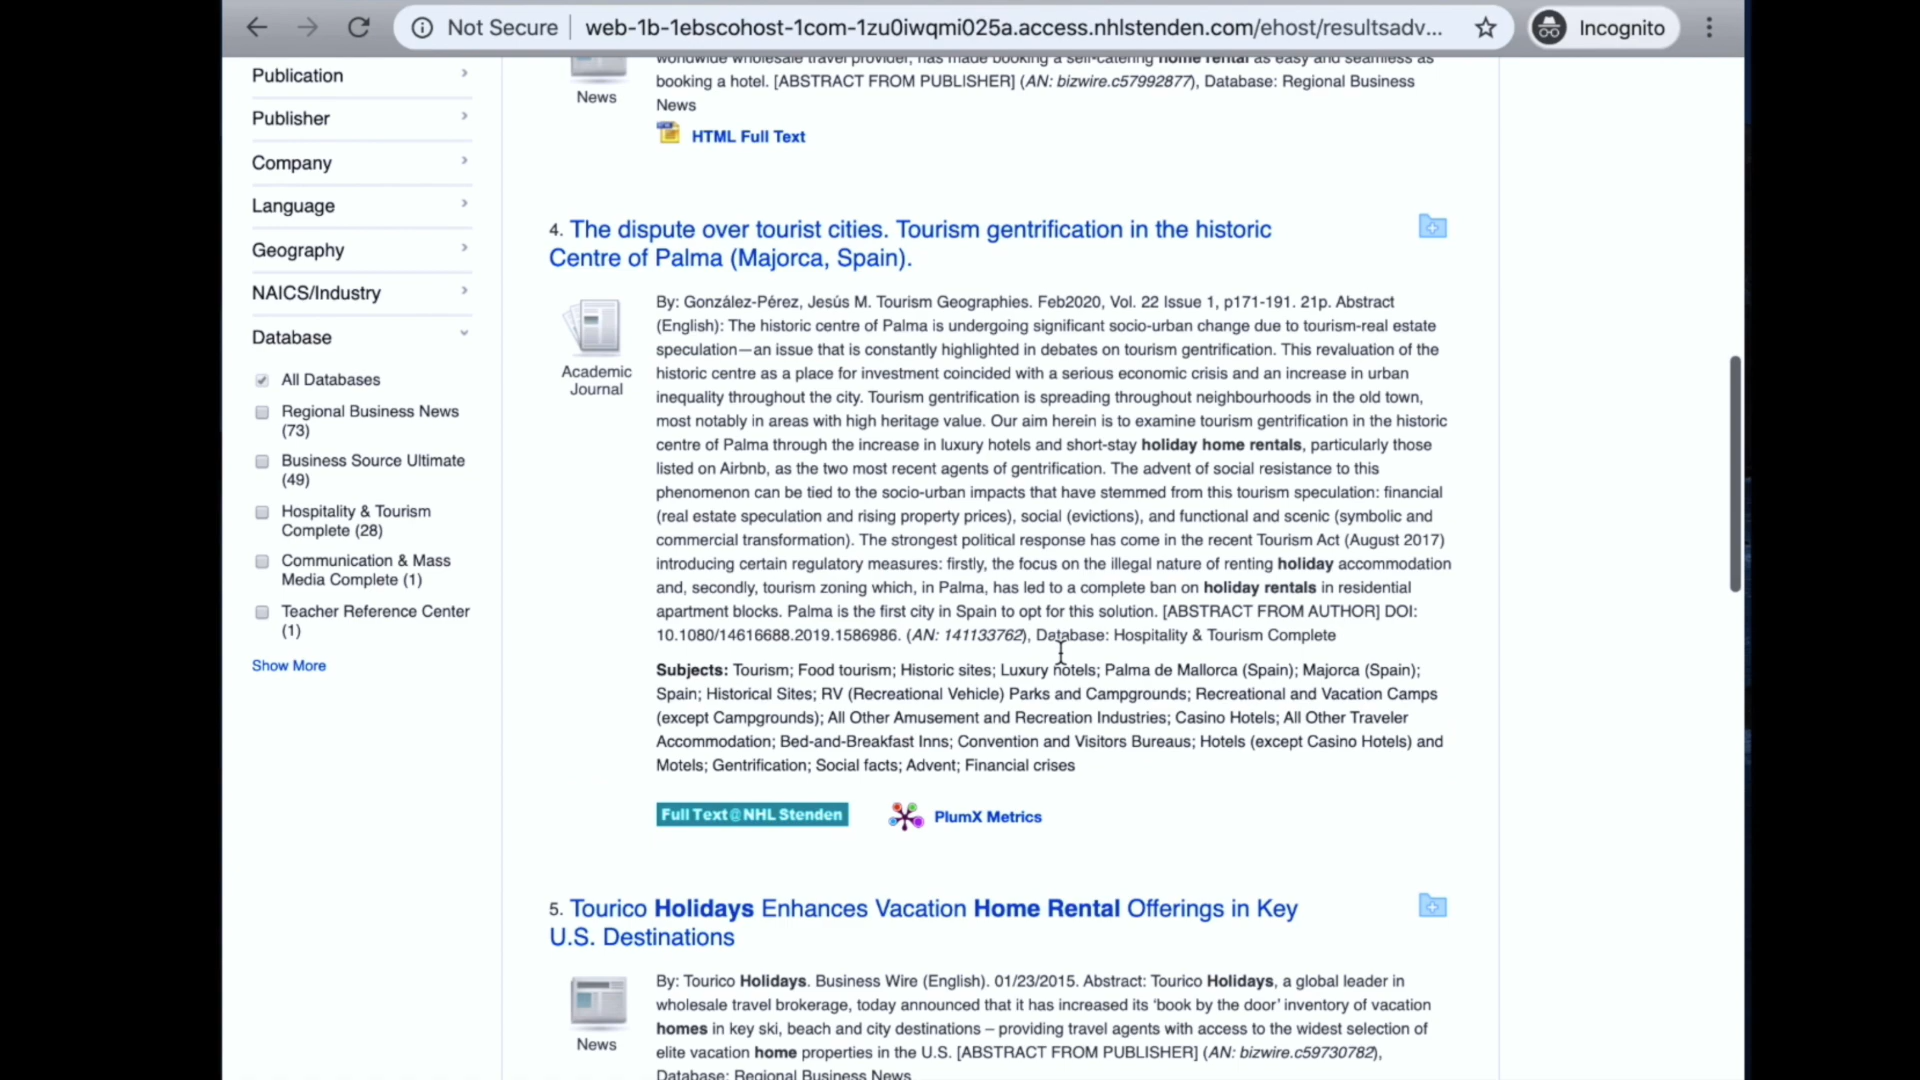 Not Secure
web-1b-1ebscohost-1com-1zu0iwqmi025a.access.nhlstenden.com/ehost/resultsadv...
Incognito
Publication
Publisher
Company
Language
Geography
NAICS/Industry
Database
All Databases
Regional Business News
(73)
Business Source Ultimate
(49)
Hospitality & Tourism
Complete (28)
Communication & Mass
Media Complete (1)
Teacher Reference Center
(1)
Show More
News
worldwide wholesale travel provider, has made booking a self-catering home rental as easy and seamless as
booking a hotel. [ABSTRACT FROM PUBLISHER] (AN: bizwire.c57992877), Database: Regional Business
News
HTML Full Text
4. The dispute over tourist cities. Tourism gentrification in the historic
Centre of Palma (Majorca, Spain).
Academic
Journal
By: González-Pérez, Jesús M. Tourism Geographies. Feb2020, Vol. 22 Issue 1, p171-191. 21p. Abstract
(English): The historic centre of Palma is undergoing significant socio-urban change due to tourism-real estate
speculation—an issue that is constantly highlighted in debates on tourism gentrification. This revaluation of the
historic centre as a place for investment coincided with a serious economic crisis and an increase in urban
inequality throughout the city. Tourism gentrification is spreading throughout neighbourhoods in the old town,
most notably in areas with high heritage value. Our aim herein is to examine tourism gentrification in the historic
centre of Palma through the increase in luxury hotels and short-stay holiday home rentals, particularly those
listed on Airbnb, as the two most recent agents of gentrification. The advent of social resistance to this
phenomenon can be tied to the socio-urban impacts that have stemmed from this tourism speculation: financial
(real estate speculation and rising property prices), social (evictions), and functional and scenic (symbolic and
commercial transformation). The strongest political response has come in the recent Tourism Act (August 2017)
introducing certain regulatory measures: firstly, the focus on the illegal nature of renting holiday accommodation
and, secondly, tourism zoning which, in Palma, has led to a complete ban on holiday rentals in residential
apartment blocks. Palma is the first city in Spain to opt for this solution. [ABSTRACT FROM AUTHOR] DOI:
10.1080/14616688.2019.1586986. (AN: 141133762), Database: Hospitality & Tourism Complete
Subjects: Tourism; Food tourism; Historic sites; Luxury hotels; Palma de Mallorca (Spain); Majorca (Spain);
Spain; Historical Sites; RV (Recreational Vehicle) Parks and Campgrounds; Recreational and Vacation Camps
(except Campgrounds); All Other Amusement and Recreation Industries; Casino Hotels; All Other Traveler
Accommodation; Bed-and-Breakfast Inns; Convention and Visitors Bureaus; Hotels (except Casino Hotels) and
Motels; Gentrification; Social facts; Advent; Financial crises
Full Text@NHL Stenden
PlumX Metrics
5. Tourico Holidays Enhances Vacation Home Rental Offerings in Key
U.S. Destinations
News
By: Tourico Holidays. Business Wire (English). 01/23/2015. Abstract: Tourico Holidays, a global leader in
wholesale travel brokerage, today announced that it has increased its 'book by the door' inventory of vacation
homes in key ski, beach and city destinations – providing travel agents with access to the widest selection of
elite vacation home properties in the U.S. [ABSTRACT FROM PUBLISHER] (AN: bizwire.c59730782),
Database: Regional Business News